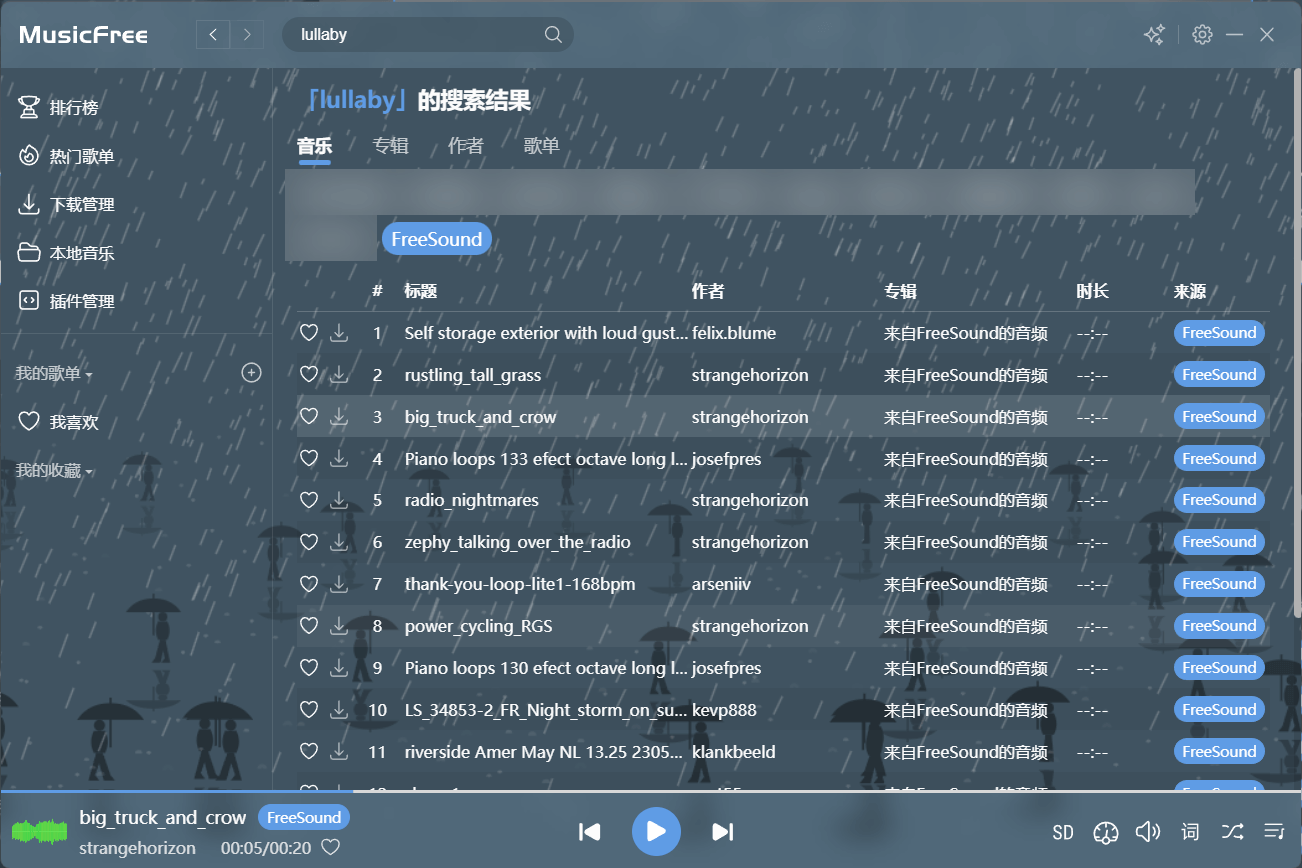 MusicFree
lullaby
排行榜
热门歌单
下载管理
本地音乐
插件管理
我的歌单
我喜欢
我的收藏
「lullaby」的搜索结果
音乐 专辑 作者 歌单
FreeSound
# 标题 作者 专辑 时长 来源
1 Self storage exterior with loud gust... felix.blume 来自FreeSound的音频 --:-- FreeSound
2 rustling_tall_grass strangehorizon 来自FreeSound的音频 --:-- FreeSound
3 big_truck_and_crow strangehorizon 来自FreeSound的音频 --:-- FreeSound
4 Piano loops 133 efect octave long l... josefpres 来自FreeSound的音频 --:-- FreeSound
5 radio_nightmares strangehorizon 来自FreeSound的音频 --:-- FreeSound
6 zephy_talking_over_the_radio strangehorizon 来自FreeSound的音频 --:-- FreeSound
7 thank-you-loop-lite1-168bpm arseniiv 来自FreeSound的音频 --:-- FreeSound
8 power_cycling_RGS strangehorizon 来自FreeSound的音频 --:-- FreeSound
9 Piano loops 130 efect octave long l... josefpres 来自FreeSound的音频 --:-- FreeSound
10 LS_34853-2_FR_Night_storm_on_su... kevp888 来自FreeSound的音频 --:-- FreeSound
11 riverside Amer May NL 13.25 2305... klankbeeld 来自FreeSound的音频 --:-- FreeSound
big_truck_and_crow FreeSound
strangehorizon 00:05/00:20
SD 词